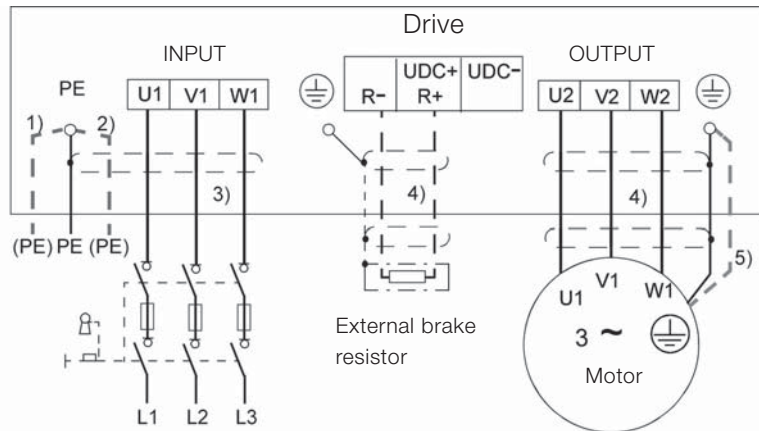 Drive
INPUT
OUTPUT
PE
U1 V1 W1
R– UDC+ R+ UDC–
U2 V2 W2
1) 2)
3)
4)
4)
5)
(PE) PE (PE)
U1 V1 W1
3 ~
Motor
External brake
resistor
L1 L2 L3